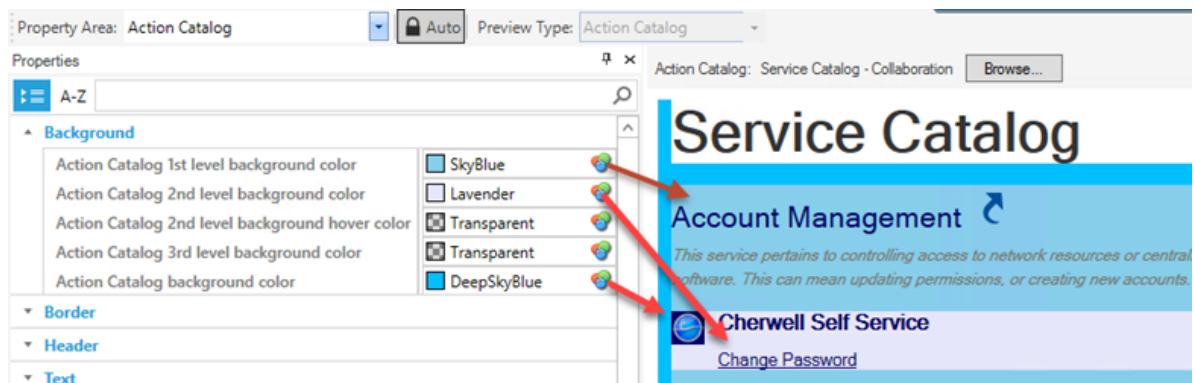 Property Area: Action Catalog Auto Preview Type: Action Catalog
Properties
Action Catalog: Service Catalog - Collaboration Browse...
A-Z
Service Catalog
Background
Action Catalog 1st level background color SkyBlue
Action Catalog 2nd level background color Lavender
Action Catalog 2nd level background hover color Transparent
Action Catalog 3rd level background color Transparent
Action Catalog background color DeepSkyBlue
Border
Header
Text
Account Management
This service pertains to controlling access to network resources or central
software. This can mean updating permissions, or creating new accounts.
Cherwell Self Service
Change Password